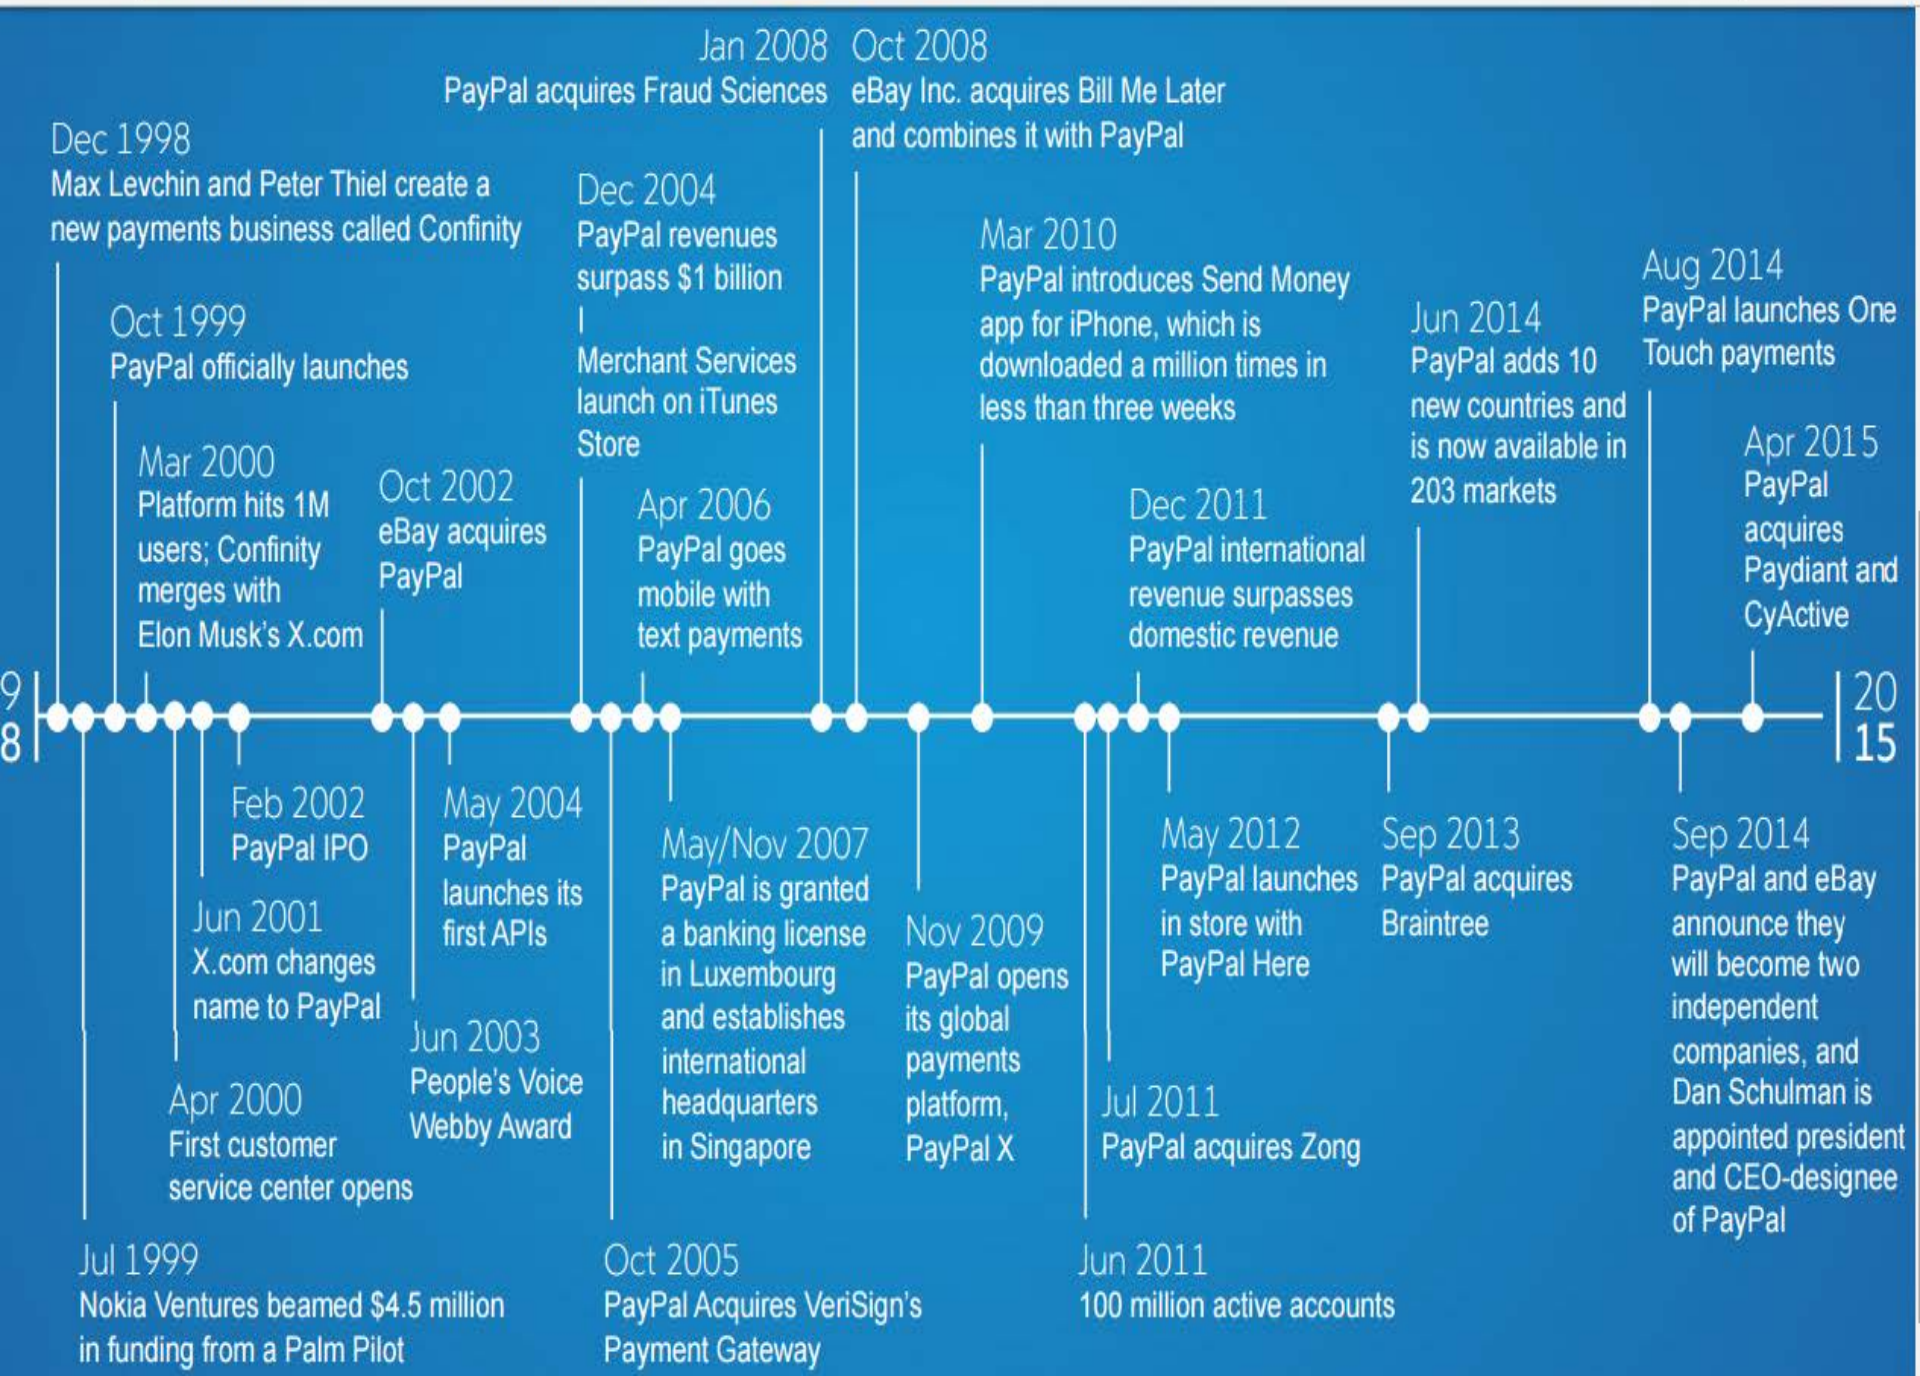 Jan 2008
PayPal acquires Fraud Sciences
Oct 2008
eBay Inc. acquires Bill Me Later
and combines it with PayPal
Dec 1998
Max Levchin and Peter Thiel create a
new payments business called Confinity
Dec 2004
PayPal revenues
surpass $1 billion
Merchant Services
launch on iTunes
Store
Mar 2010
PayPal introduces Send Money
app for iPhone, which is
downloaded a million times in
less than three weeks
Aug 2014
PayPal launches One
Touch payments
Oct 1999
PayPal officially launches
Jun 2014
PayPal adds 10
new countries and
is now available in
203 markets
Mar 2000
Platform hits 1M
users; Confinity
merges with
Elon Musk's X.com
Oct 2002
eBay acquires
PayPal
Apr 2006
PayPal goes
mobile with
text payments
Dec 2011
PayPal international
revenue surpasses
domestic revenue
Apr 2015
PayPal
acquires
Paydiant and
CyActive
9
8
20
15
Feb 2002
PayPal IPO
May 2004
PayPal
launches its
first APIs
May/Nov 2007
PayPal is granted
a banking license
in Luxembourg
and establishes
international
headquarters
in Singapore
May 2012
PayPal launches
in store with
PayPal Here
Sep 2013
PayPal acquires
Braintree
Sep 2014
PayPal and eBay
announce they
will become two
independent
companies, and
Dan Schulman is
appointed president
and CEO-designee
of PayPal
Jun 2001
X.com changes
name to PayPal
Nov 2009
PayPal opens
its global
payments
platform,
PayPal X
Jun 2003
People's Voice
Webby Award
Apr 2000
First customer
service center opens
Jul 2011
PayPal acquires Zong
Jul 1999
Nokia Ventures beamed $4.5 million
in funding from a Palm Pilot
Oct 2005
PayPal Acquires VeriSign's
Payment Gateway
Jun 2011
100 million active accounts